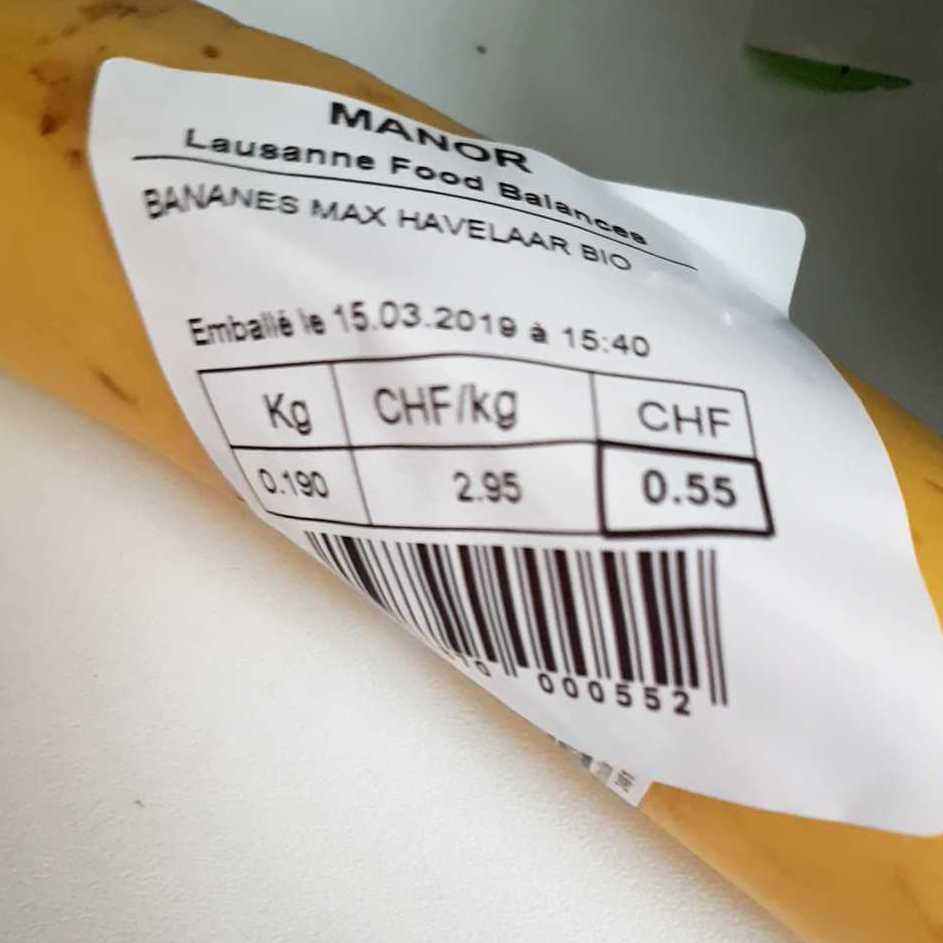 MANOR
Lausanne Food Balances
BANANES MAX HAVELAAR BIO
Emballé le 15.03.2019 à 15:40
Kg CHF/kg CHF
0.190 2.95 0.55
000552